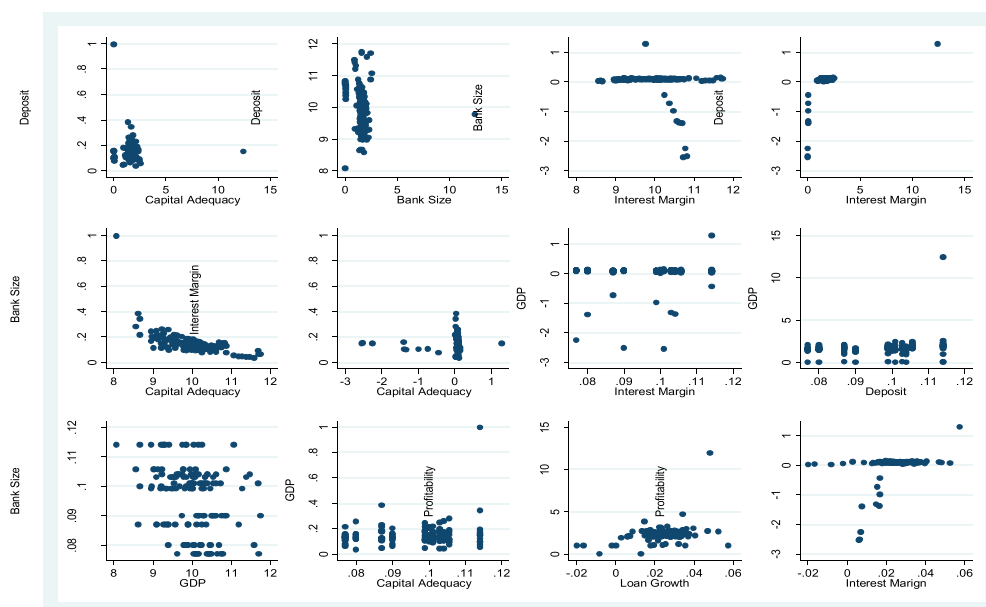 Deposit
0 .2 .4 .6 .8 1
0 5 10 15
Capital Adequacy
Deposit
8 9 10 11 12
0 5 10 15
Bank Size
Bank Size
-3 -2 -1 0 1
8 9 10 11 12
Interest Margin
Deposit
-3 -2 -1 0 1
0 5 10 15
Interest Margin
Bank Size
0 .2 .4 .6 .8 1
8 9 10 11 12
Capital Adequacy
Interest Margin
0 .2 .4 .6 .8 1
-3 -2 -1 0 1
Capital Adequacy
GDP
-3 -2 -1 0 1
.08 .09 .1 .11 .12
Interest Margin
GDP
0 5 10 15
.08 .09 .1 .11 .12
Deposit
Bank Size
.08 .09 .1 .11 .12
8 9 10 11 12
GDP
GDP
0 .2 .4 .6 .8 1
.08 .09 .1 .11 .12
Capital Adequacy
Profitability
0 5 10 15
-.02 0 .02 .04 .06
Loan Growth
Profitability
-3 -2 -1 0 1
-.02 0 .02 .04 .06
Interest Marign